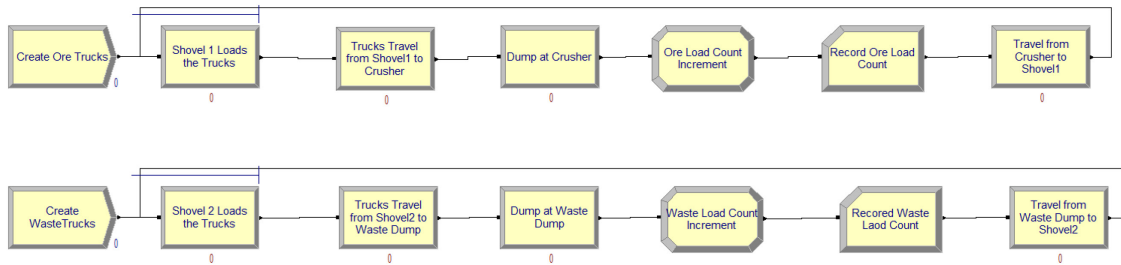 Create Ore Trucks
0
Shovel 1 Loads
the Trucks
0
Trucks Travel
from Shovel1 to
Crusher
0
Dump at Crusher
0
Ore Load Count
Increment
Record Ore Load
Count
Travel from
Crusher to
Shovel1
0
Create
WasteTrucks
0
Shovel 2 Loads
the Trucks
0
Trucks Travel
from Shovel2 to
Waste Dump
0
Dump at Waste
Dump
0
Waste Load Count
Increment
Recored Waste
Laod Count
Travel from
Waste Dump to
Shovel2
0